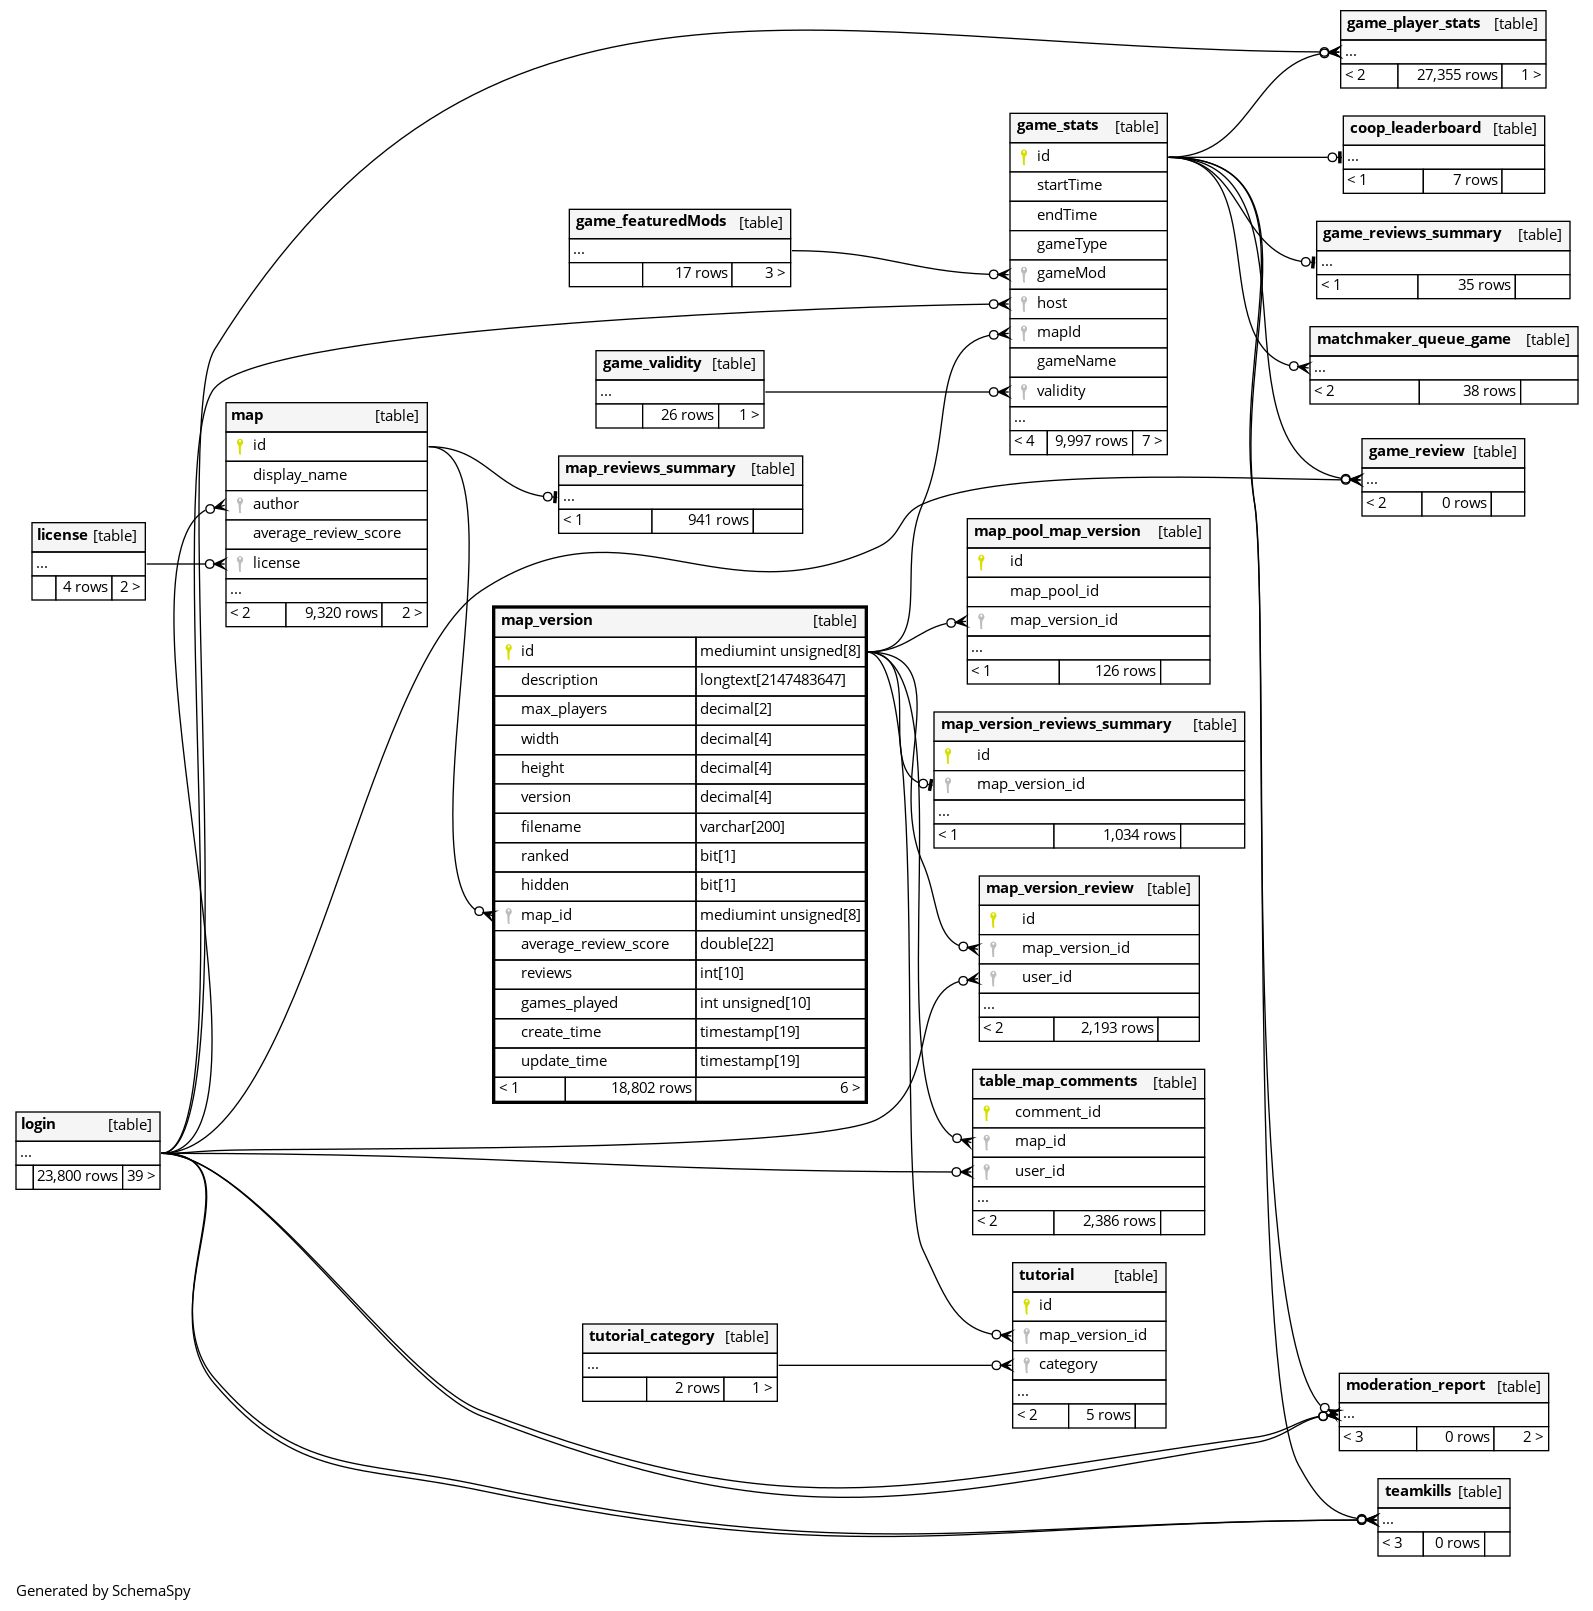 game_player_stats [table]
...
< 2 27,355 rows 1 >
game_stats [table]
id
startTime
endTime
gameType
gameMod
host
mapId
gameName
validity
...
< 4 9,997 rows 7 >
coop_leaderboard [table]
...
< 1 7 rows
game_featuredMods [table]
...
17 rows 3 >
game_reviews_summary [table]
...
< 1 35 rows
matchmaker_queue_game [table]
...
< 2 38 rows
game_validity [table]
...
26 rows 1 >
map [table]
id
display_name
author
average_review_score
license
...
< 2 9,320 rows 2 >
game_review [table]
...
< 2 0 rows
map_reviews_summary [table]
...
< 1 941 rows
license [table]
...
4 rows 2 >
map_pool_map_version [table]
id
map_pool_id
map_version_id
...
< 1 126 rows
map_version [table]
id mediumint unsigned[8]
description longtext[2147483647]
max_players decimal[2]
width decimal[4]
height decimal[4]
version decimal[4]
filename varchar[200]
ranked bit[1]
hidden bit[1]
map_id mediumint unsigned[8]
average_review_score double[22]
reviews int[10]
games_played int unsigned[10]
create_time timestamp[19]
update_time timestamp[19]
< 1 18,802 rows 6 >
map_version_reviews_summary [table]
id
map_version_id
...
< 1 1,034 rows
map_version_review [table]
id
map_version_id
user_id
...
< 2 2,193 rows
table_map_comments [table]
comment_id
map_id
user_id
...
< 2 2,386 rows
login [table]
...
23,800 rows 39 >
tutorial [table]
id
map_version_id
category
...
< 2 5 rows
tutorial_category [table]
...
2 rows 1 >
moderation_report [table]
...
< 3 0 rows 2 >
teamkills [table]
...
< 3 0 rows
Generated by SchemaSpy